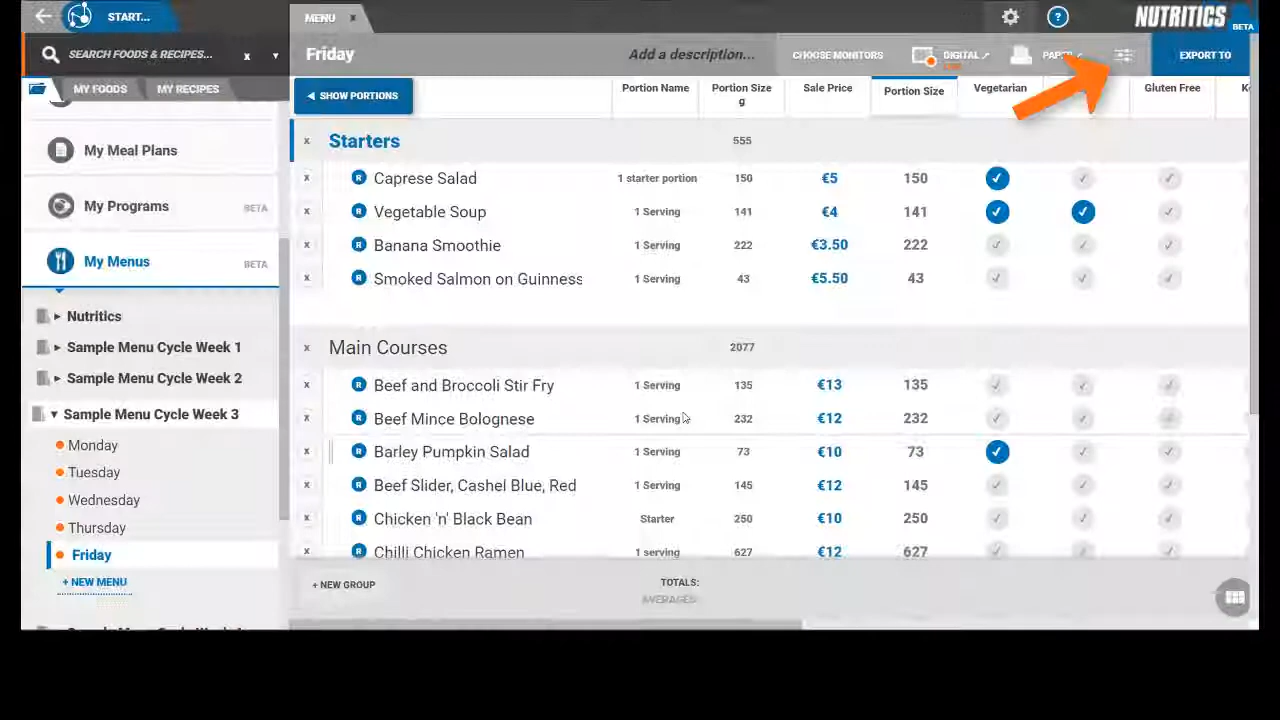 START...
MENU x
NUTRITICS
BETA
SEARCH FOODS & RECIPES... x
Friday
Add a description...
CHOOSE MONITORS
DIGITAL
EXPORT TO
MY FOODS
MY RECIPES
SHOW PORTIONS
Portion Name
Portion Size g
Sale Price
Portion Size
Vegetarian
Gluten Free
My Meal Plans
My Programs BETA
My Menus BETA
Nutritics
Sample Menu Cycle Week 1
Sample Menu Cycle Week 2
Sample Menu Cycle Week 3
Monday
Tuesday
Wednesday
Thursday
Friday
+ NEW MENU
x Starters 555
x R Caprese Salad 1 starter portion 150 €5 150
x R Vegetable Soup 1 Serving 141 €4 141
x R Banana Smoothie 1 Serving 222 €3.50 222
x R Smoked Salmon on Guinness 1 Serving 43 €5.50 43
x Main Courses 2077
x R Beef and Broccoli Stir Fry 1 Serving 135 €13 135
x R Beef Mince Bolognese 1 Serving 232 €12 232
x R Barley Pumpkin Salad 1 Serving 73 €10 73
x R Beef Slider, Cashel Blue, Red 1 Serving 145 €12 145
x R Chicken 'n' Black Bean Starter 250 €10 250
x R Chilli Chicken Ramen 1 serving 627 €12 627
+ NEW GROUP
TOTALS:
AVERAGES: